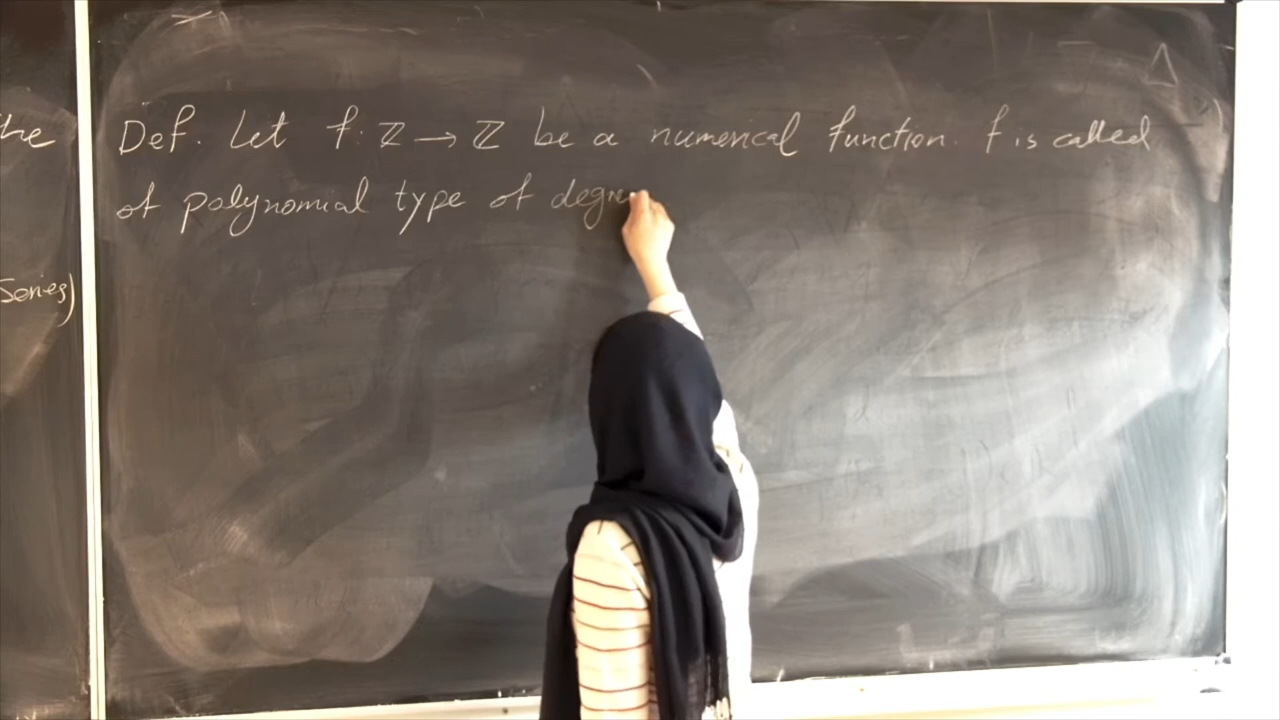 the
Series)
Def. Let f: ℤ → ℤ be a numerical function. f is called
of polynomial type of degre
Δ